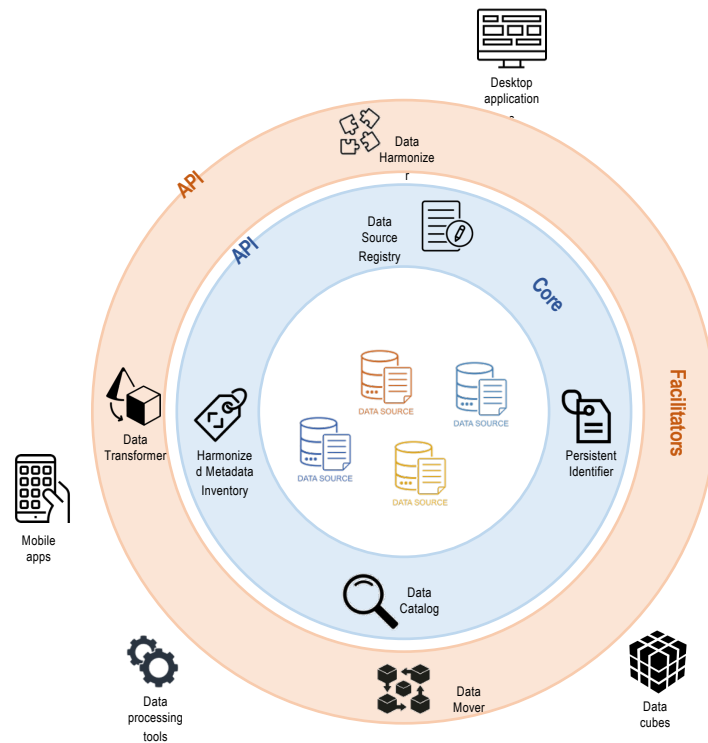 Desktop
application
Data
Harmonize
r
API
API
Data
Source
Registry
Core
Facilitators
DATA SOURCE
DATA SOURCE
DATA SOURCE
DATA SOURCE
Data
Transformer
Harmonize
d Metadata
Inventory
Persistent
Identifier
Mobile
apps
Data
Catalog
Data
processing
tools
Data
Mover
Data
cubes